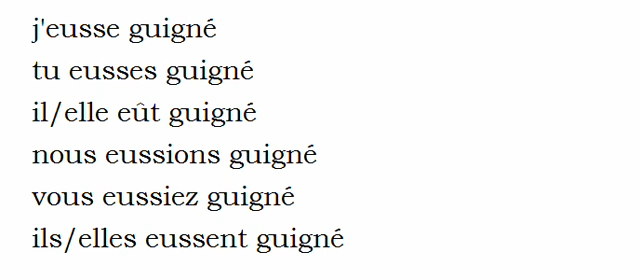 j'eusse guigné
tu eusses guigné
il/elle eût guigné
nous eussions guigné
vous eussiez guigné
ils/elles eussent guigné